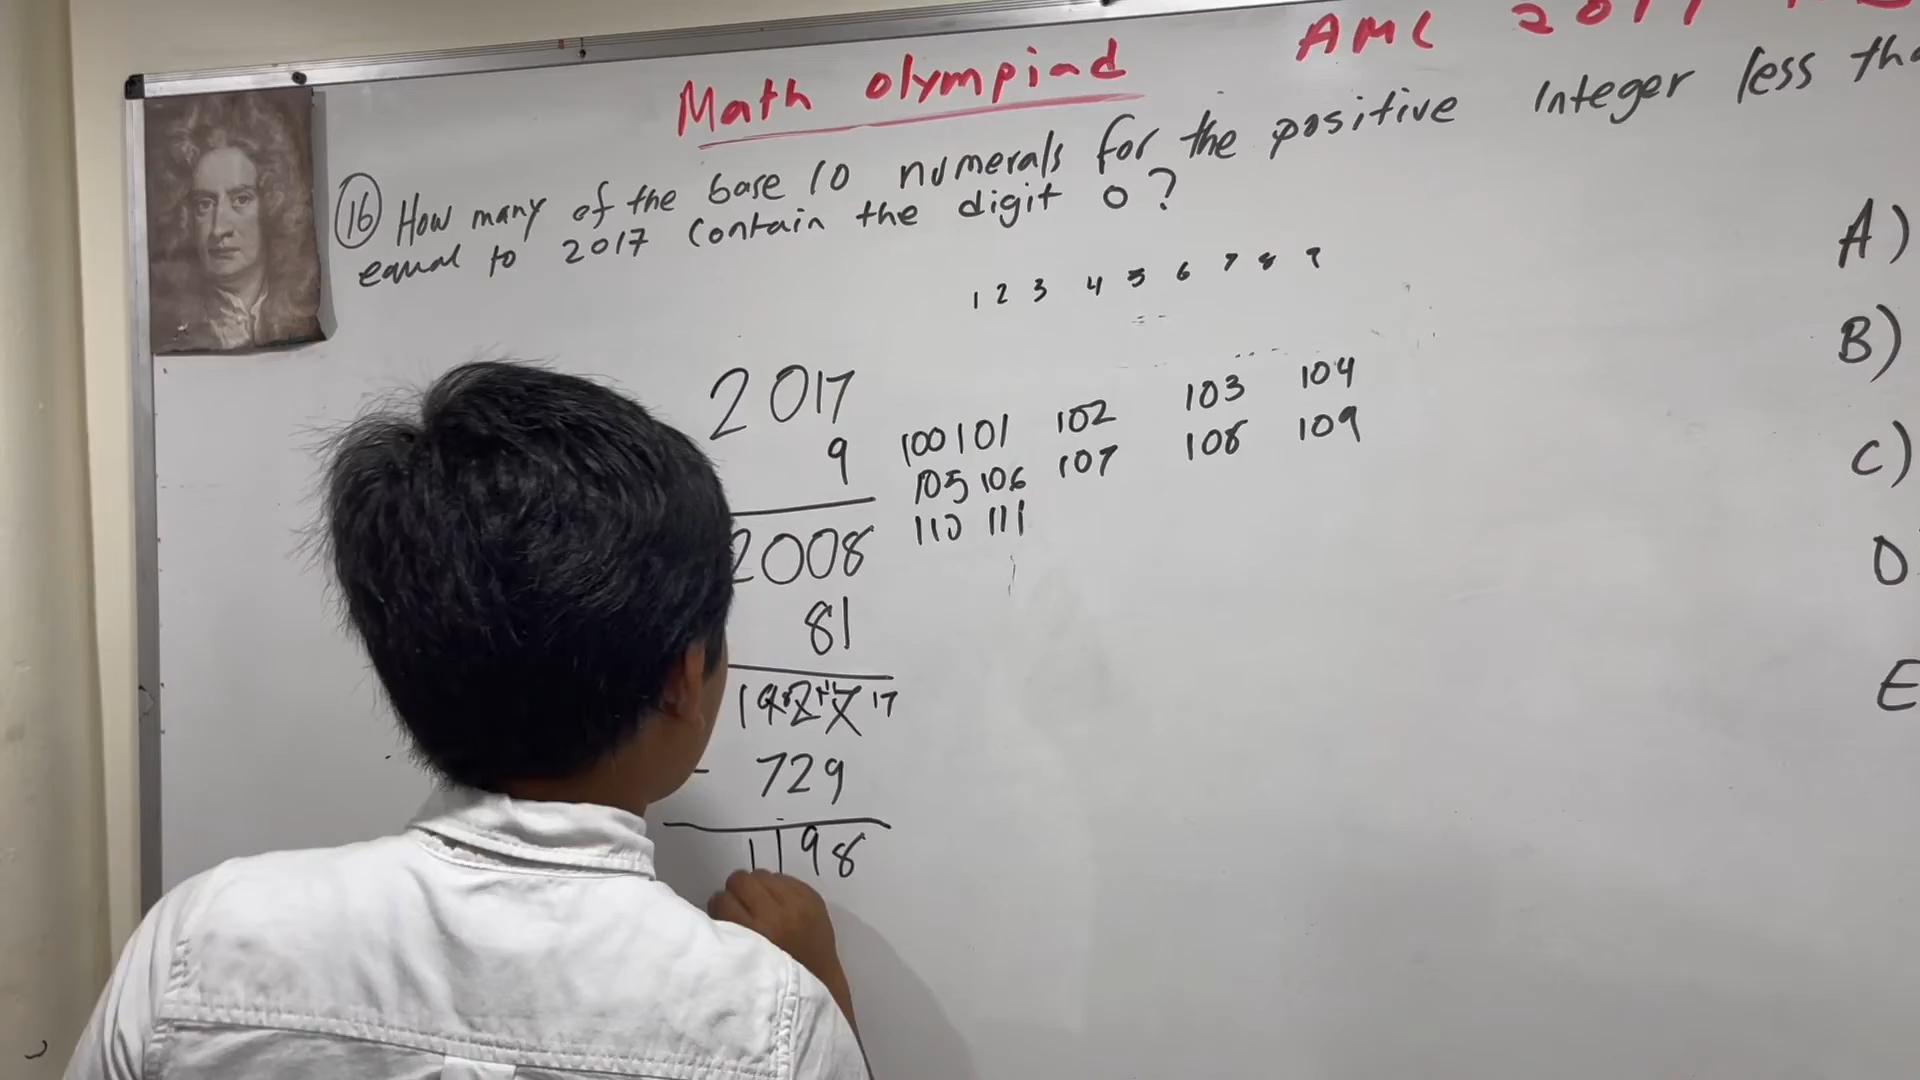 Math olympiad AMC 2017
16 How many of the base 10 numerals for the positive Integer less
equal to 2017 contain the digit 0?
1 2 3 4 5 6 7 8 9
A)
B)
C)
D
E
2017
9
2008
81
17
- 729
1198
100 101 102 103 104
105 106 107 108 109
110 111